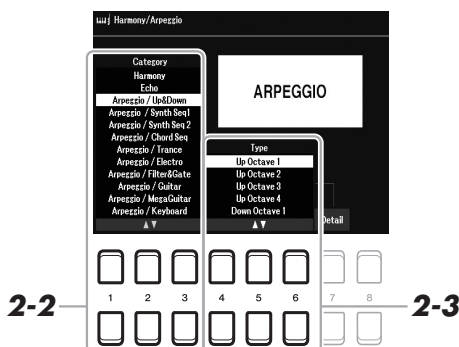 Harmony/Arpeggio
Category
Harmony
Echo
Arpeggio / Up&Down
Arpeggio / Synth Seq1
Arpeggio / Synth Seq 2
Arpeggio / Chord Seq
Arpeggio / Trance
Arpeggio / Electro
Arpeggio / Filter&Gate
Arpeggio / Guitar
Arpeggio / MegaGuitar
Arpeggio / Keyboard
ARPEGGIO
Type
Up Octave 1
Up Octave 2
Up Octave 3
Up Octave 4
Down Octave 1
Detail
1 2 3 4 5 6 7 8
2-2
2-3